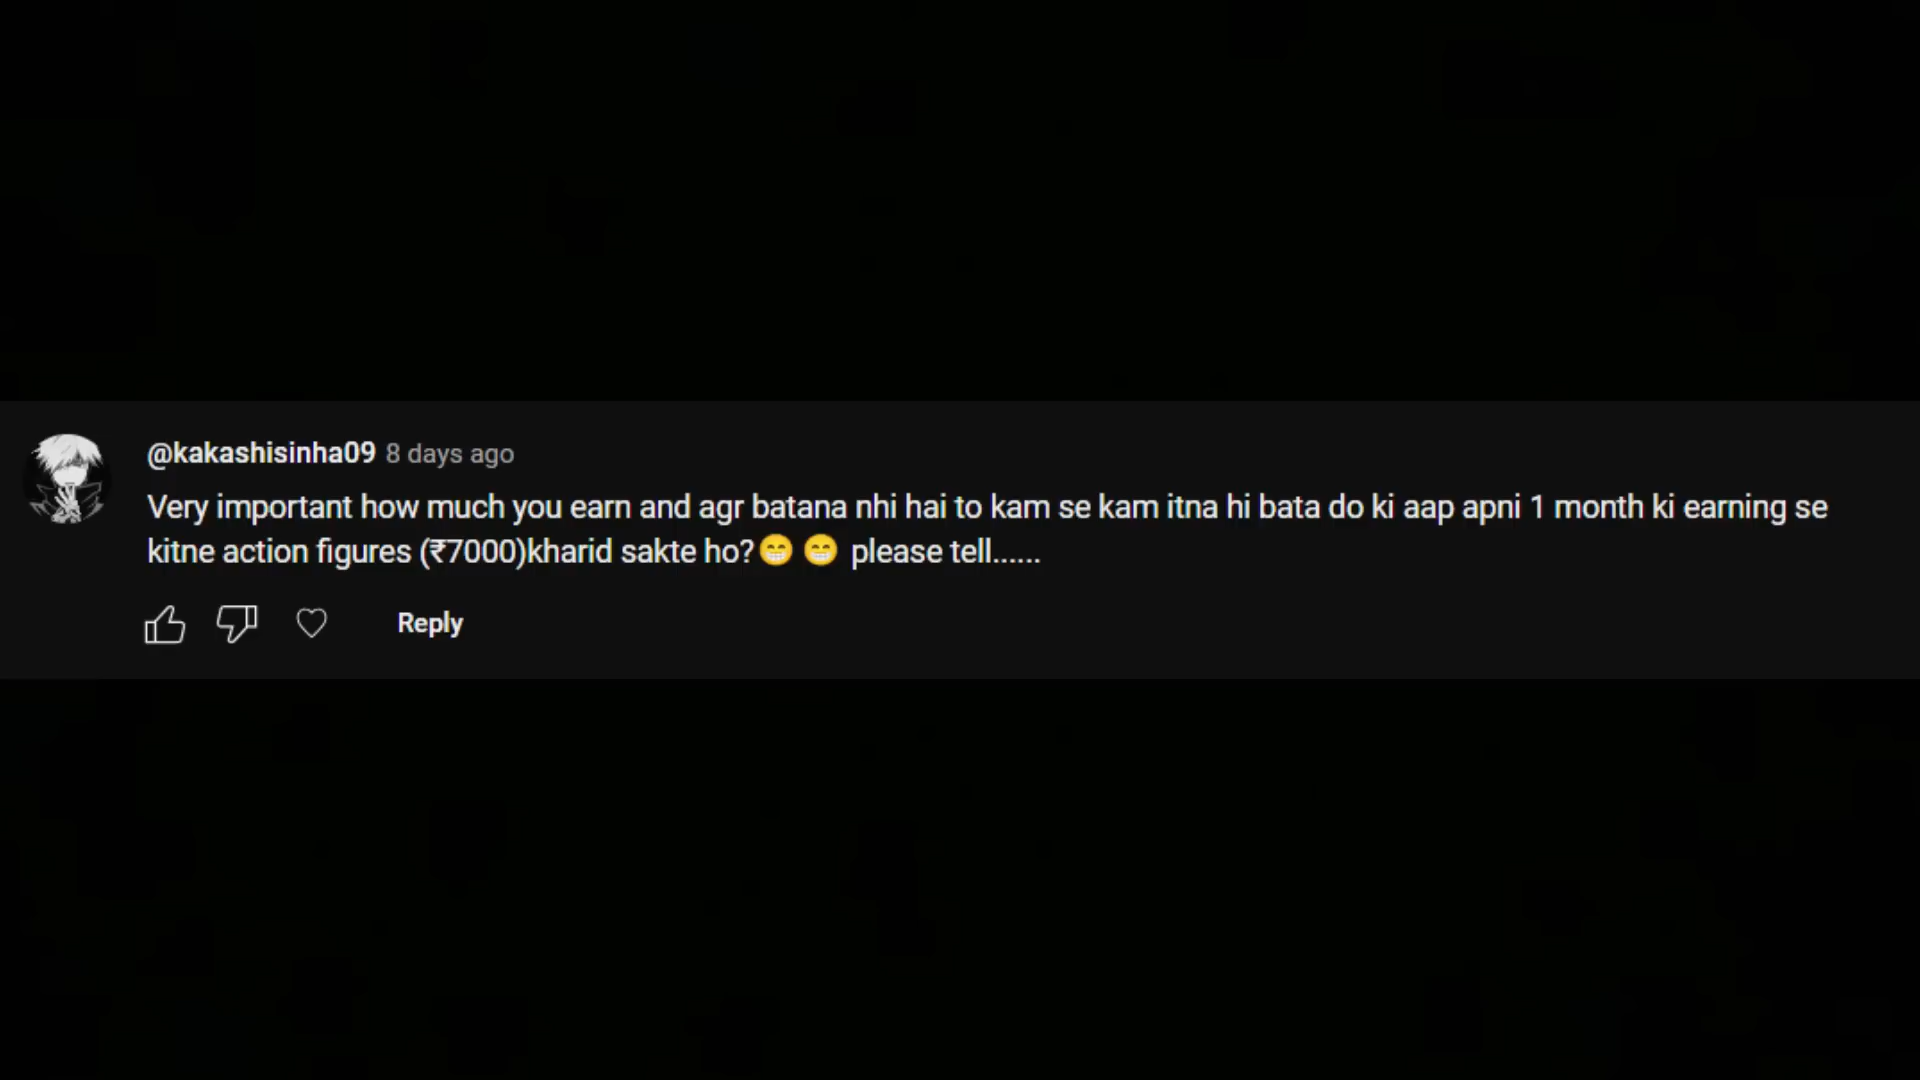 @kakashisinha09 8 days ago
Very important how much you earn and agr batana nhi hai to kam se kam itna hi bata do ki aap apni 1 month ki earning se
kitne action figures (₹7000)kharid sakte ho?😁😁 please tell......
Reply